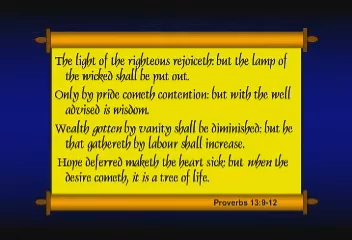 The light of the righteous rejoiceth: but the lamp of
the wicked shall be put out.
Only by pride cometh contention: but with the well
advised is wisdom.
Wealth gotten by vanity shall be diminished: but he
that gathereth by labour shall increase.
Hope deferred maketh the heart sick: but when the
desire cometh, it is a tree of life.
Proverbs 13:9-12